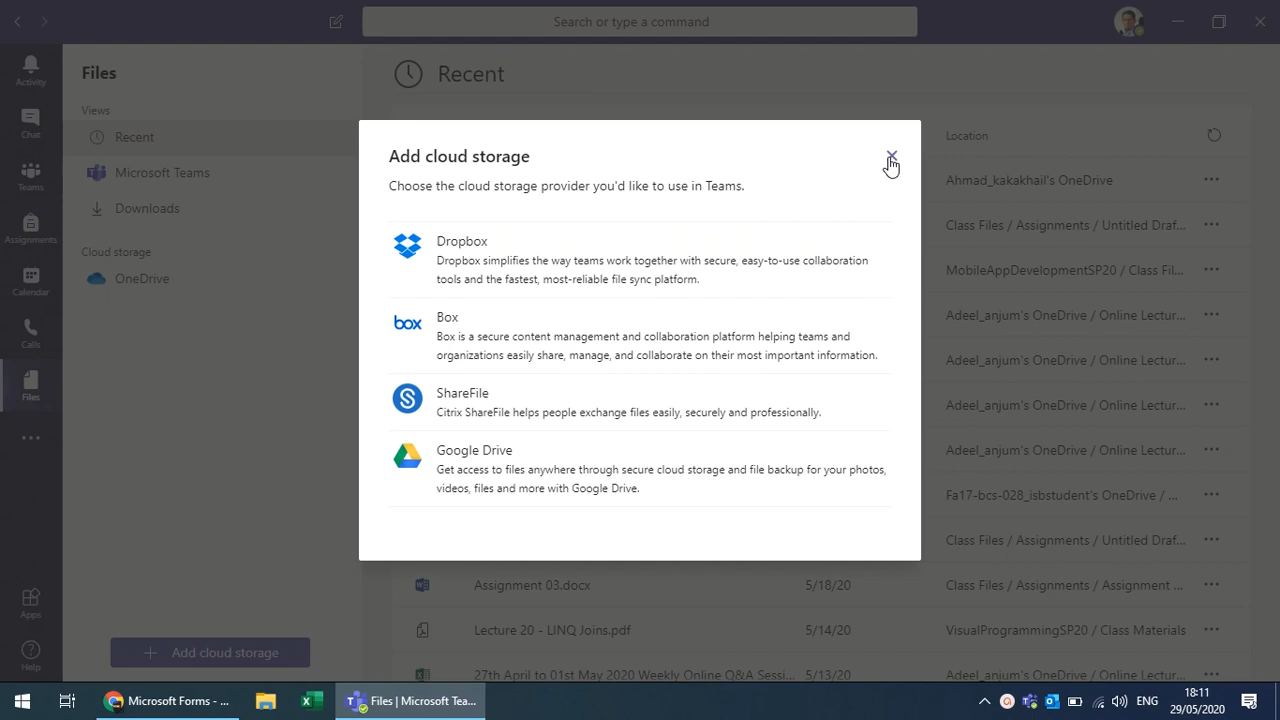 Search or type a command
Activity
Chat
Teams
Assignments
Calendar
Calls
Files
Apps
Help
Files
Views
Recent
Microsoft Teams
Downloads
Cloud storage
OneDrive
Add cloud storage
Recent
Add cloud storage
Choose the cloud storage provider you'd like to use in Teams.
Dropbox
Dropbox simplifies the way teams work together with secure, easy-to-use collaboration
tools and the fastest, most-reliable file sync platform.
box
Box
Box is a secure content management and collaboration platform helping teams and
organizations easily share, manage, and collaborate on their most important information.
ShareFile
Citrix ShareFile helps people exchange files easily, securely and professionally.
Google Drive
Get access to files anywhere through secure cloud storage and file backup for your photos,
videos, files and more with Google Drive.
Location
Ahmad_kakakhail's OneDrive
Class Files / Assignments / Untitled Draf...
MobileAppDevelopmentSP20 / Class Fil...
Adeel_anjum's OneDrive / Online Lectur...
Adeel_anjum's OneDrive / Online Lectur...
Adeel_anjum's OneDrive / Online Lectur...
Adeel_anjum's OneDrive / Online Lectur...
Fa17-bcs-028_isbstudent's OneDrive / ...
Class Files / Assignments / Untitled Draf...
Assignment 03.docx 5/18/20 Class Files / Assignments / Assignment ...
Lecture 20 - LINQ Joins.pdf 5/14/20 VisualProgrammingSP20 / Class Materials
27th April to 01 May 2020 Weekly Online Q&A Sessi... 5/13/20 Adeel_anjum's OneDrive / Online Lectur...
Microsoft Forms - ...
Files | Microsoft Tea...
ENG
18:11
29/05/2020